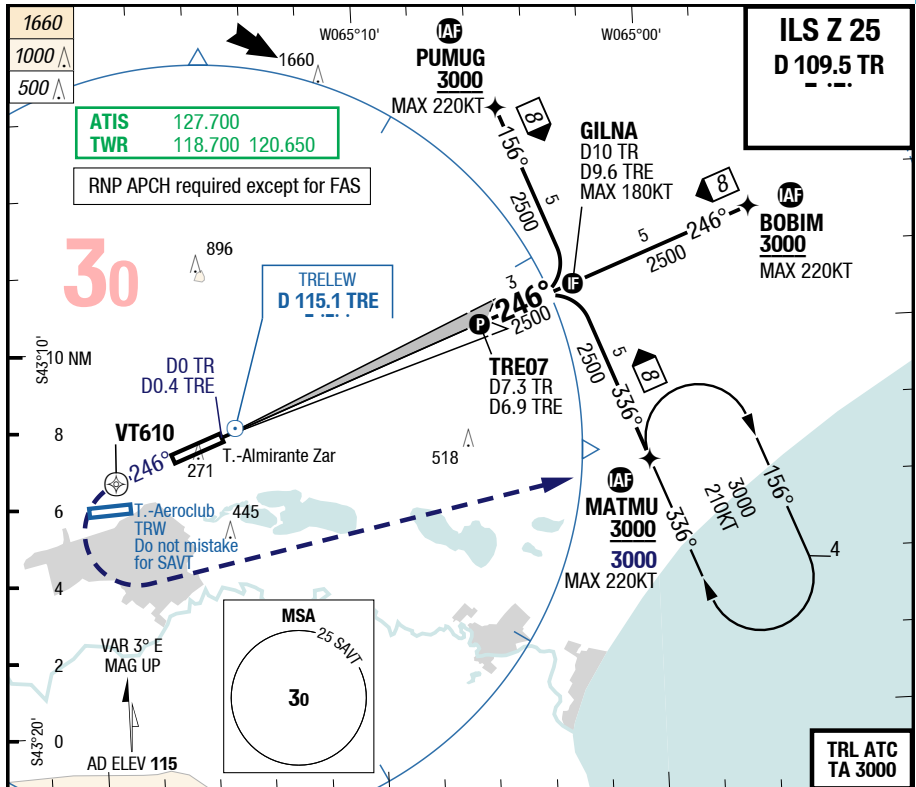 1660
1000
500
W065°10'
W065°00'
ILS Z 25
D 109.5 TR
1660
IAF
PUMUG
3000
MAX 220KT
8
156°
5
2500
ATIS 127.700
TWR 118.700 120.650
RNP APCH required except for FAS
GILNA
D10 TR
D9.6 TRE
MAX 180KT
IF
8
IAF
BOBIM
3000
MAX 220KT
246°
5
2500
30
896
TRELEW
D 115.1 TRE
3
246°
2500
P
TRE07
D7.3 TR
D6.9 TRE
5
2500
8
336°
S43°10'
10 NM
8
6
4
2
0
S43°20'
D0 TR
D0.4 TRE
VT610
246°
271
T.-Almirante Zar
518
T.-Aeroclub
TRW
Do not mistake
for SAVT
445
IAF
MATMU
3000
3000
MAX 220KT
336°
3000
210KT
156°
4
MSA
25 SAVT
30
VAR 3° E
MAG UP
AD ELEV 115
TRL ATC
TA 3000